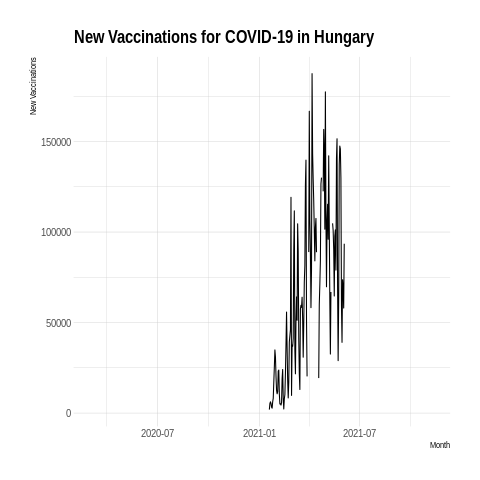 New Vaccinations for COVID-19 in Hungary
New Vaccinations
150000
100000
50000
0
2020-07
2021-01
2021-07
Month